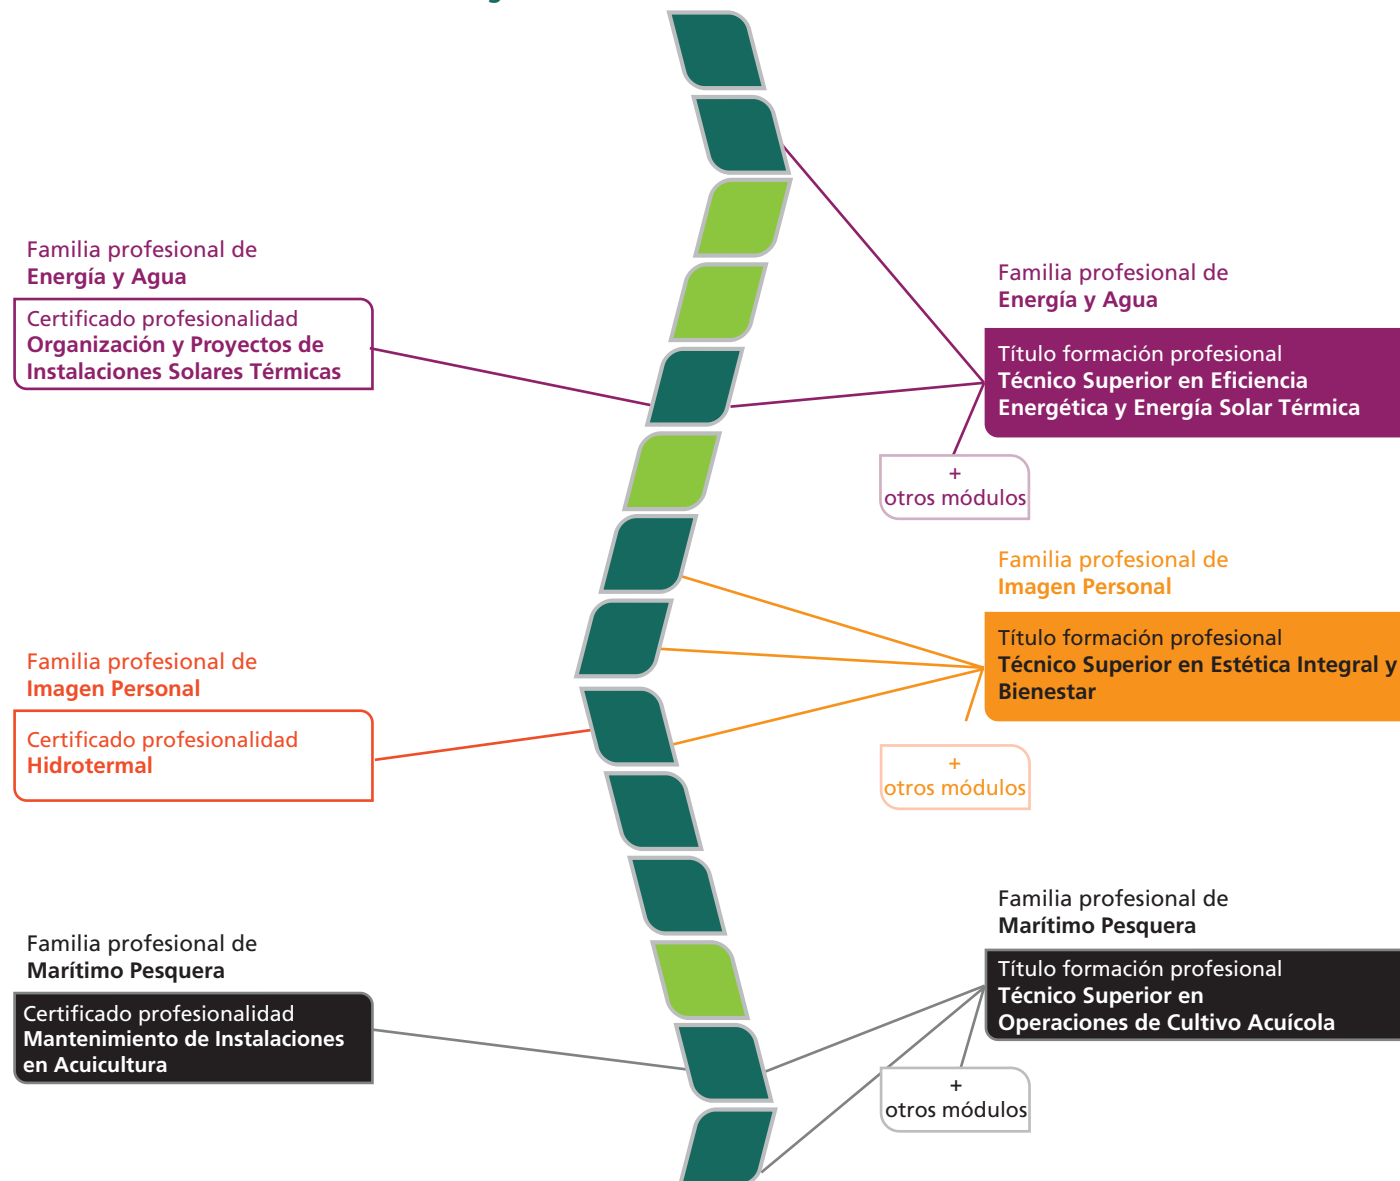 Familia profesional de
Energía y Agua
Certificado profesionalidad
Organización y Proyectos de
Instalaciones Solares Térmicas
Familia profesional de
Energía y Agua
Título formación profesional
Técnico Superior en Eficiencia
Energética y Energía Solar Térmica
+
otros módulos
Familia profesional de
Imagen Personal
Título formación profesional
Técnico Superior en Estética Integral y
Bienestar
+
otros módulos
Familia profesional de
Imagen Personal
Certificado profesionalidad
Hidrotermal
Familia profesional de
Marítimo Pesquera
Título formación profesional
Técnico Superior en
Operaciones de Cultivo Acuícola
+
otros módulos
Familia profesional de
Marítimo Pesquera
Certificado profesionalidad
Mantenimiento de Instalaciones
en Acuicultura